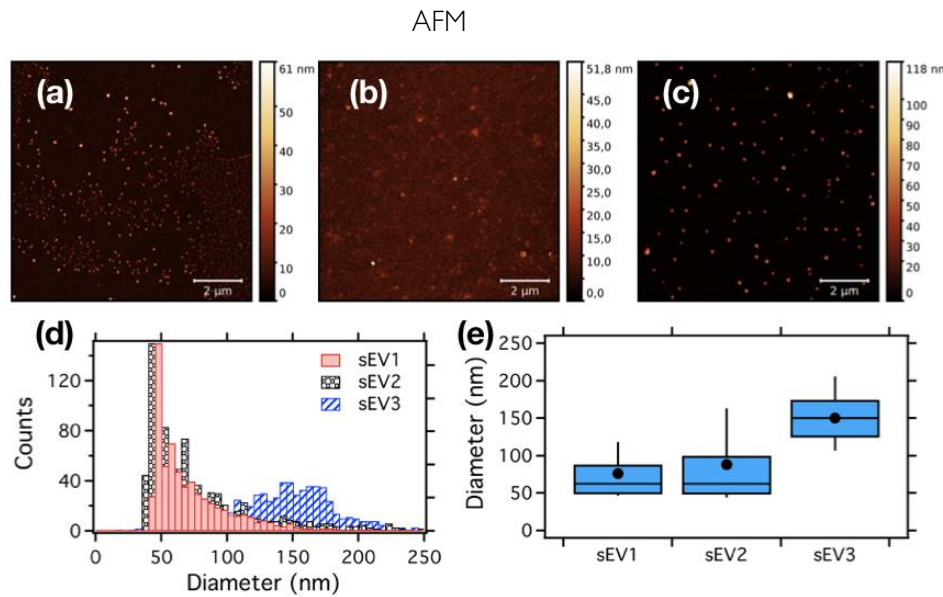 AFM
(a)
61 nm
50
40
30
20
10
0
2 µm
(b)
51,8 nm
45,0
40,0
35,0
30,0
25,0
20,0
15,0
10,0
0,0
2 µm
(c)
118 nm
100
90
80
70
60
50
40
30
20
0
2 µm
(d)
Counts
120
80
40
0
sEV1
sEV2
sEV3
0 50 100 150 200 250
Diameter (nm)
(e)
Diameter (nm)
250
200
150
100
50
0
sEV1 sEV2 sEV3